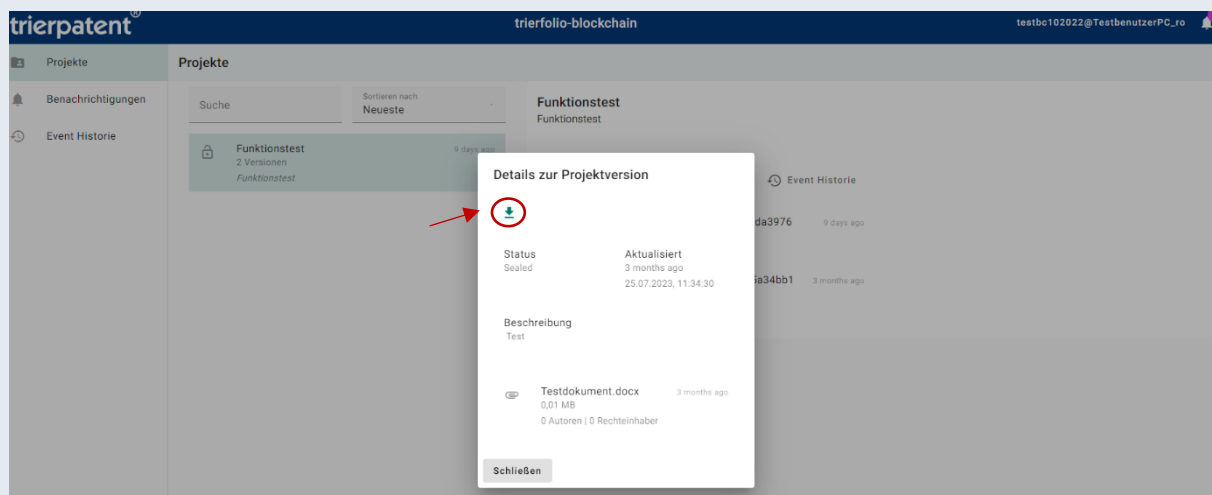 trierpatent®
trierfolio-blockchain
testbc102022@TestbenutzerPC_ro
Projekte
Benachrichtigungen
Event Historie
Projekte
Suche
Sortieren nach
Neueste
Funktionstest
9 days ago
2 Versionen
Funktionstest
Funktionstest
Funktionstest
Event Historie
da3976
9 days ago
a34bb1
3 months ago
Details zur Projektversion
Status
Sealed
Aktualisiert
3 months ago
25.07.2023, 11:34:30
Beschreibung
Test
Testdokument.docx
3 months ago
0,01 MB
0 Autoren | 0 Rechteinhaber
Schließen